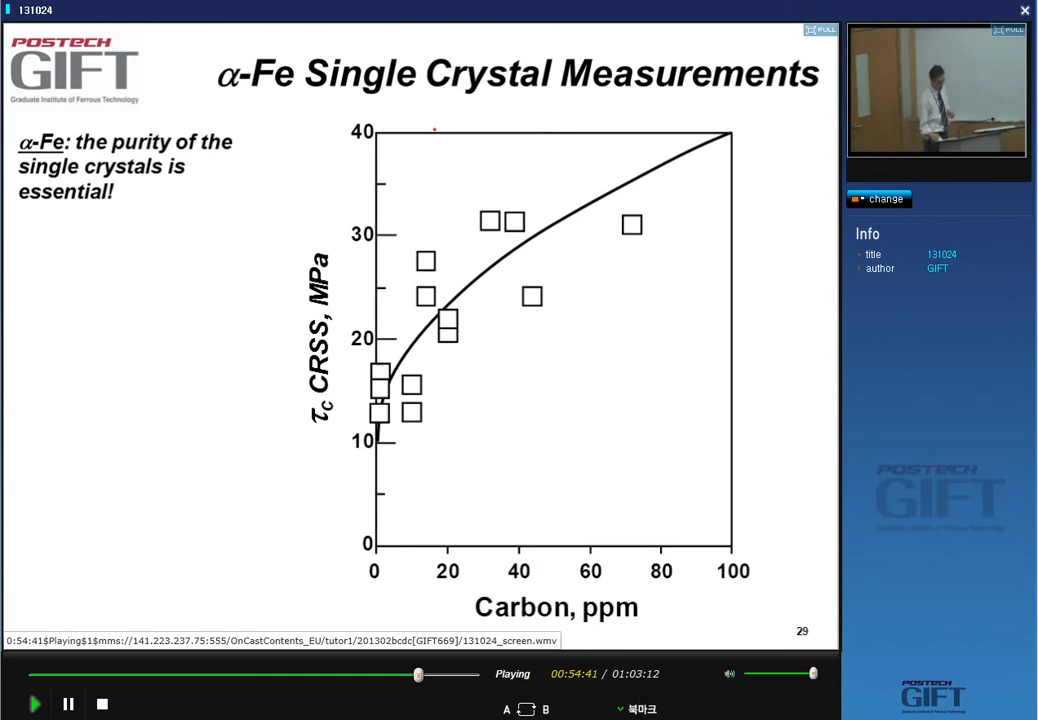 131024
FULL
FULL
POSTECH
GIFT
Graduate Institute of Ferrous Technology
α-Fe Single Crystal Measurements
α-Fe: the purity of the
single crystals is
essential!
40
30
20
10
0
τc CRSS, MPa
0 20 40 60 80 100
Carbon, ppm
29
change
Info
title 131024
author GIFT
POSTECH
GIFT
0:54:41$Playing$1$mms://141.223.237.75:555/OnCastContents_EU/tutor1/201302bcdc[GIFT669]/131024_screen.wmv
Playing 00:54:41 / 01:03:12
A B 북마크
POSTECH
GIFT